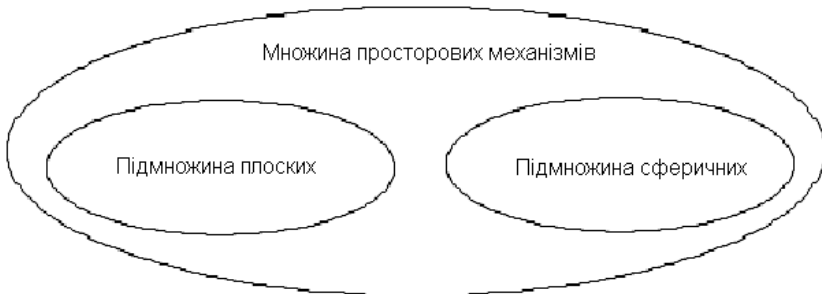 Множина просторових механізмів
Підмножина плоских
Підмножина сферичних